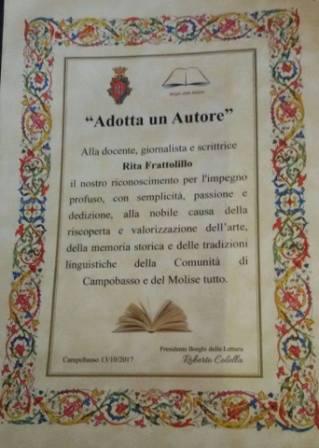 “Adotta un Autore”
Alla docente, giornalista e scrittrice
Rita Frattolillo
il nostro riconoscimento per l'impegno
profuso, con semplicità, passione e
dedizione, alla nobile causa della
riscoperta e valorizzazione dell'arte,
della memoria storica e delle tradizioni
linguistiche della Comunità di
Campobasso e del Molise tutto.
Presidente Borghi della Lettura
Campobasso 13/10/2017
Roberto Colella